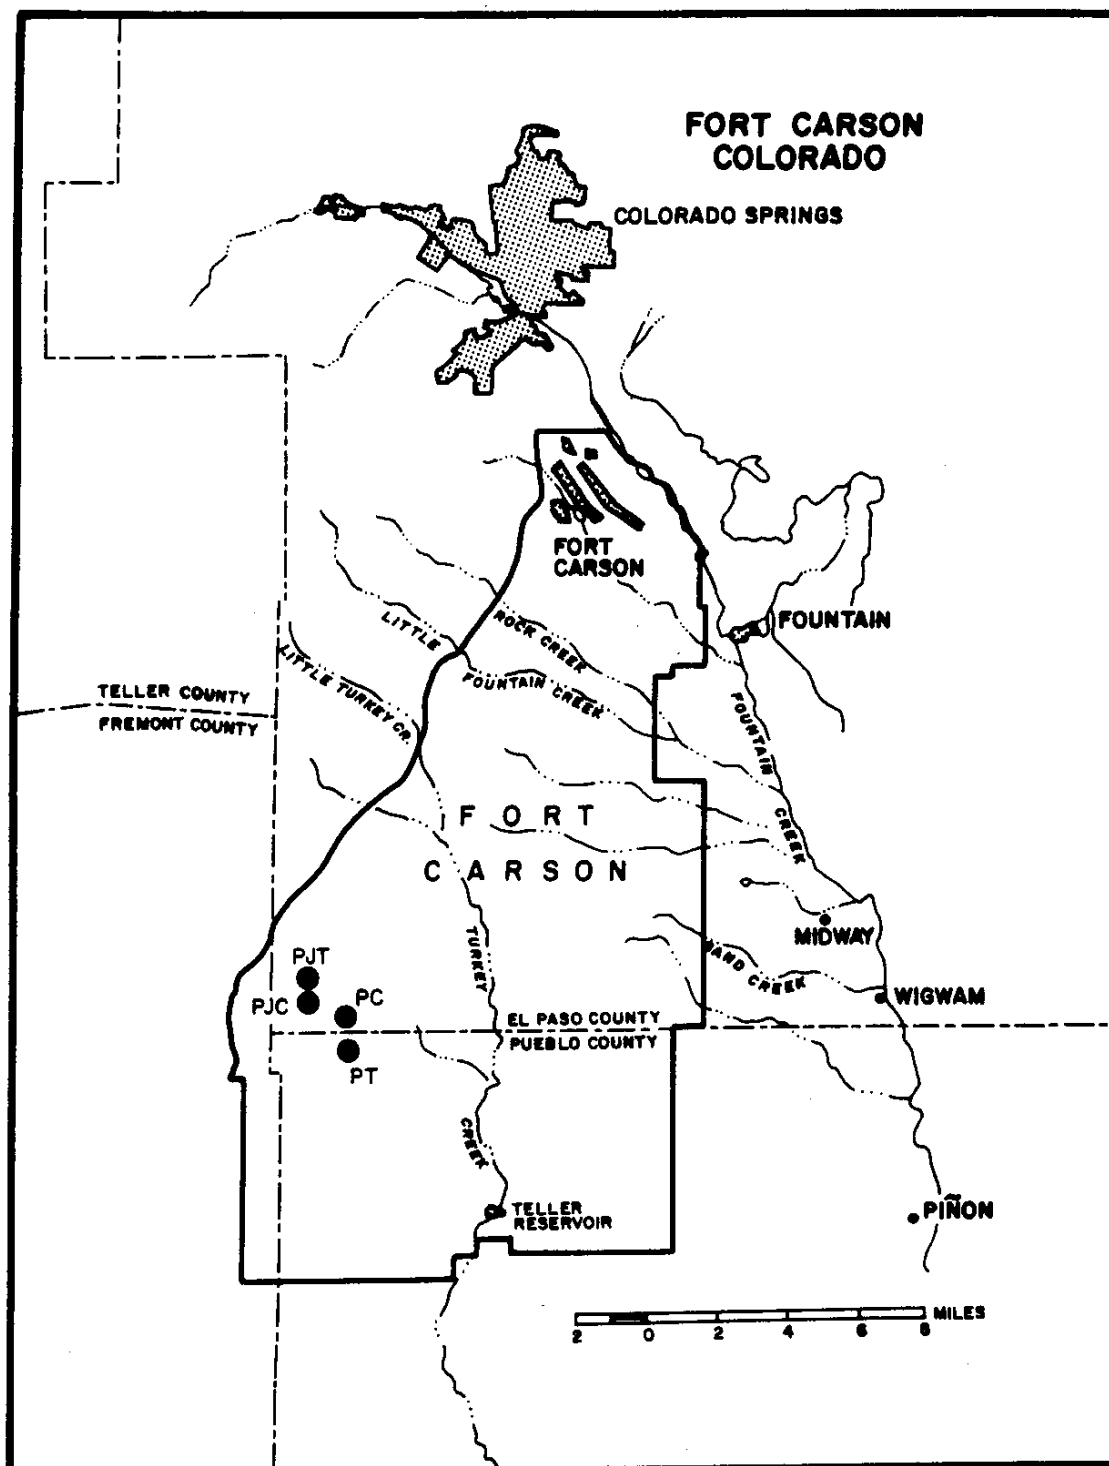 FORT CARSON
COLORADO
COLORADO SPRINGS
FORT
CARSON
FOUNTAIN
ROCK CREEK
LITTLE
FOUNTAIN CREEK
LITTLE TURKEY CR.
TELLER COUNTY
FREMONT COUNTY
FOUNTAIN
CREEK
FORT
CARSON
MIDWAY
TURKEY
SAND CREEK
WIGWAM
PJT
PJC
PC
EL PASO COUNTY
PUEBLO COUNTY
PT
CREEK
TELLER
RESERVOIR
PIÑON
MILES
2 0 2 4 6 8